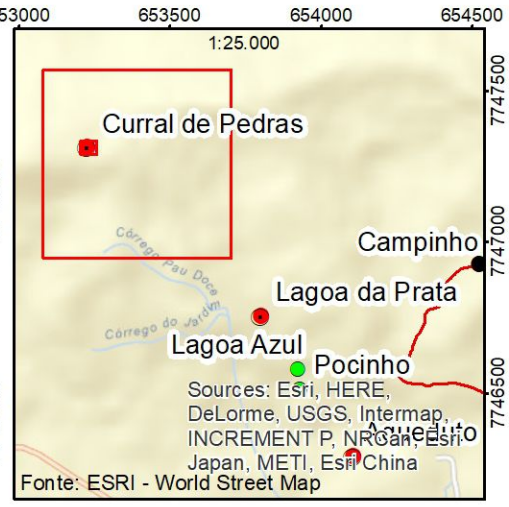 653000 653500 654000 654500
1:25.000
7747500
Curral de Pedras
Córrego Pau Doce
7747000
Campinho
Lagoa da Prata
Córrego do Jardim
Lagoa Azul
Pocinho
7746500
Sources: Esri, HERE,
DeLorme, USGS, Intermap,
INCREMENT P, NRCan, Esri
Aqueduto
Japan, METI, Esri China
Fonte: ESRI - World Street Map